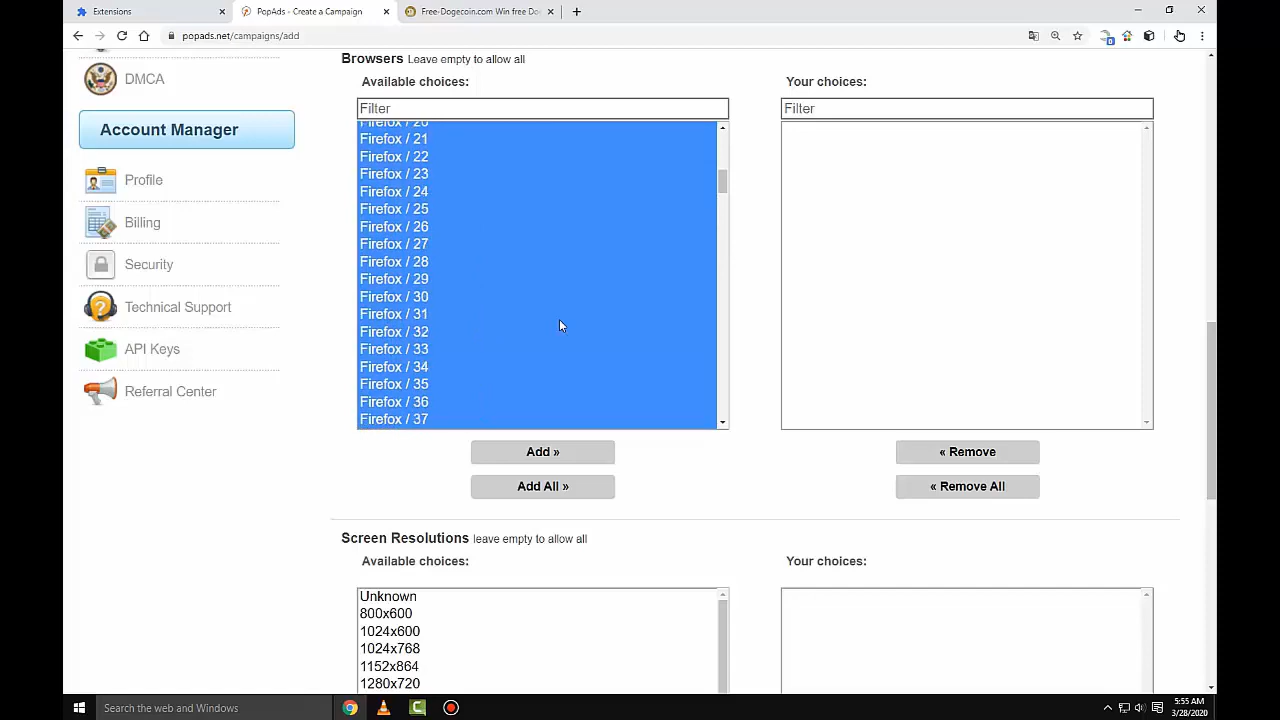 Extensions
PopAds - Create a Campaign
Free-Dogecoin.com Win free Do
popads.net/campaigns/add
DMCA
Account Manager
Profile
Billing
Security
Technical Support
API Keys
Referral Center
Browsers Leave empty to allow all
Available choices:
Your choices:
Filter
Filter
Firefox / 20
Firefox / 21
Firefox / 22
Firefox / 23
Firefox / 24
Firefox / 25
Firefox / 26
Firefox / 27
Firefox / 28
Firefox / 29
Firefox / 30
Firefox / 31
Firefox / 32
Firefox / 33
Firefox / 34
Firefox / 35
Firefox / 36
Firefox / 37
Add »
« Remove
Add All »
« Remove All
Screen Resolutions leave empty to allow all
Available choices:
Your choices:
Unknown
800x600
1024x600
1024x768
1152x864
1280x720
Search the web and Windows
5:55 AM
3/28/2020